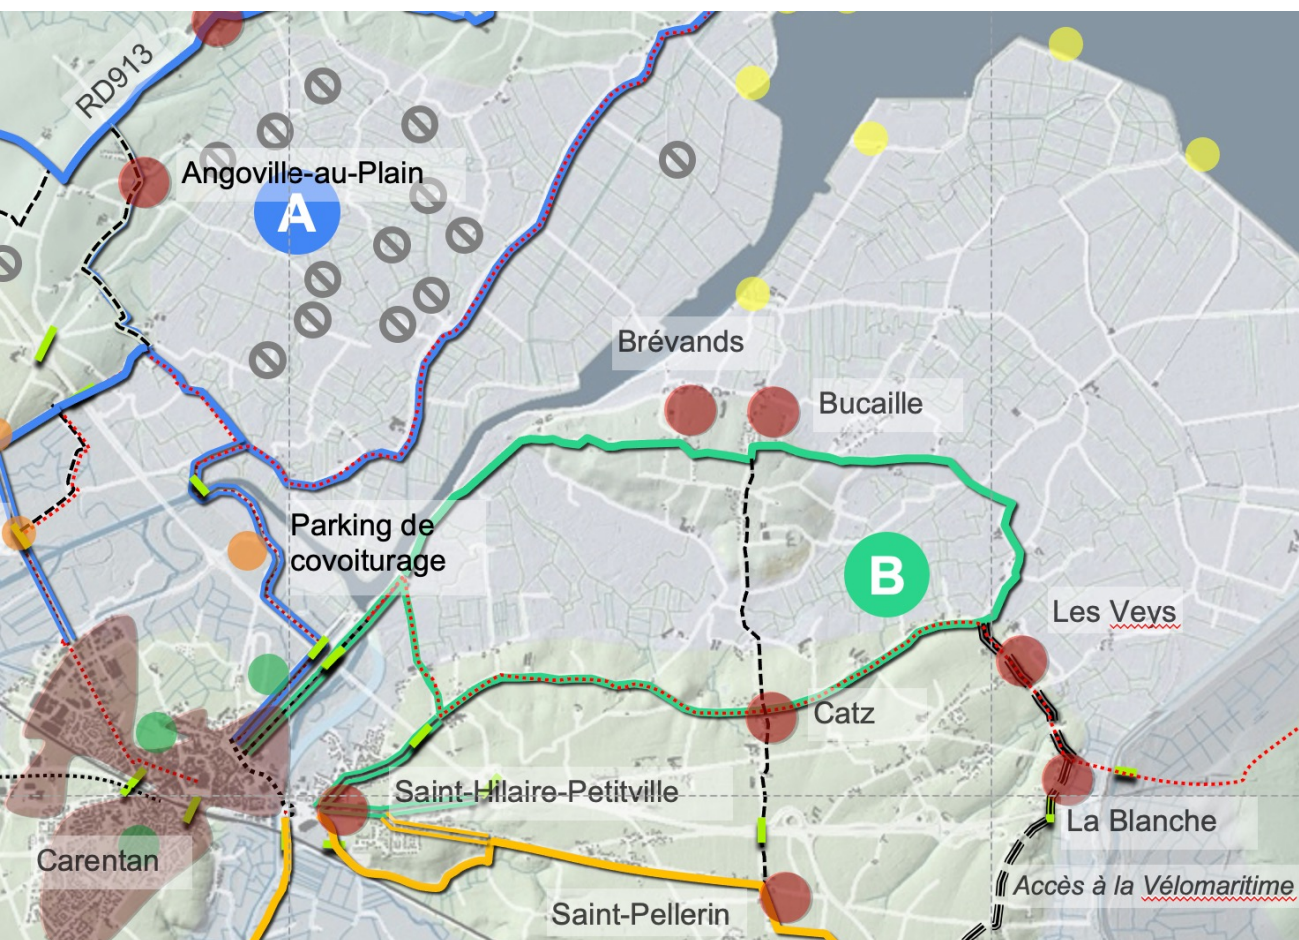 RD913
Angoville-au-Plain
A
Brévands
Bucaille
Parking de
covoiturage
B
Les Veys
Catz
Saint-Hilaire-Petitville
La Blanche
Carentan
Accès à la Vélomaritime
Saint-Pellerin